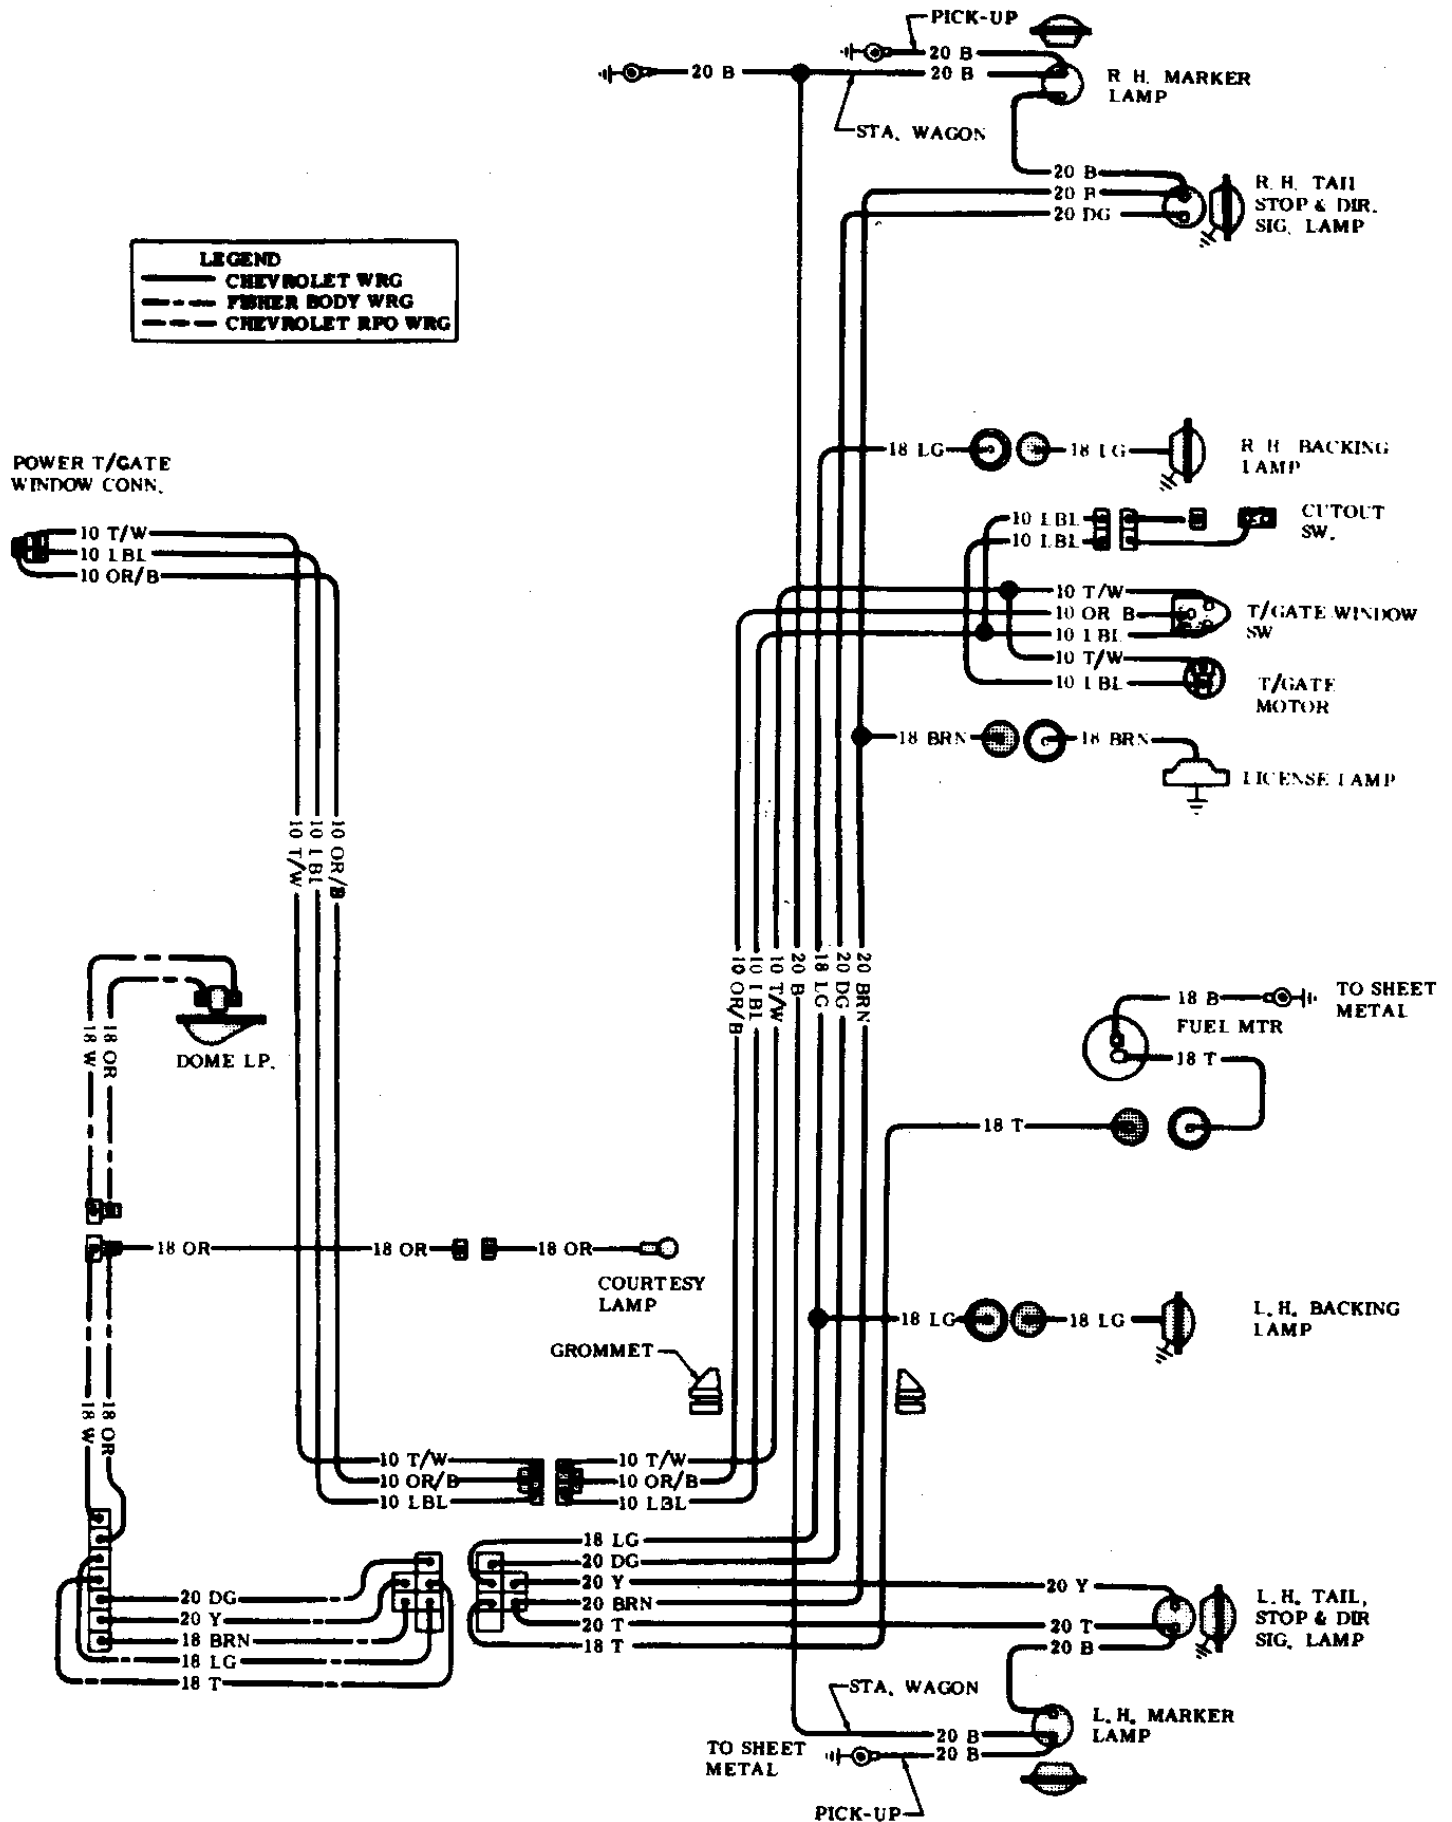 PICK-UP
20 B
20 B
20 B
R. H. MARKER
LAMP
STA. WAGON
20 B
20 B
20 DG
R. H. TAIL
STOP & DIR.
SIG. LAMP
LEGEND
CHEVROLET WRG
FISHER BODY WRG
CHEVROLET RPO WRG
18 LG
18 LG
R H BACKING
LAMP
POWER T/GATE
WINDOW CONN.
10 T/W
10 LBL
10 OR/B
10 LBL
10 LBL
CUTOUT
SW.
10 T/W
10 OR B
10 LBL
10 T/W
10 LBL
T/GATE WINDOW
SW
T/GATE
MOTOR
18 BRN
18 BRN
LICENSE LAMP
10 T/W
10 LBL
10 OR/B
10 OR/B
10 LBL
10 T/W
20 B
18 LG
20 DG
20 BRN
18 W
18 OR
DOME LP.
18 B
TO SHEET
METAL
FUEL MTR
18 T
18 T
18 OR
18 OR
18 OR
COURTESY
LAMP
GROMMET
18 LG
18 LG
L. H. BACKING
LAMP
18 W
18 OR
10 T/W
10 OR/B
10 LBL
10 T/W
10 OR/B
10 LBL
18 LG
20 DG
20 Y
20 BRN
20 T
18 T
20 DG
20 Y
18 BRN
18 LG
18 T
20 Y
20 T
20 B
L. H. TAIL,
STOP & DIR
SIG. LAMP
STA. WAGON
20 B
20 B
L. H. MARKER
LAMP
TO SHEET
METAL
PICK-UP